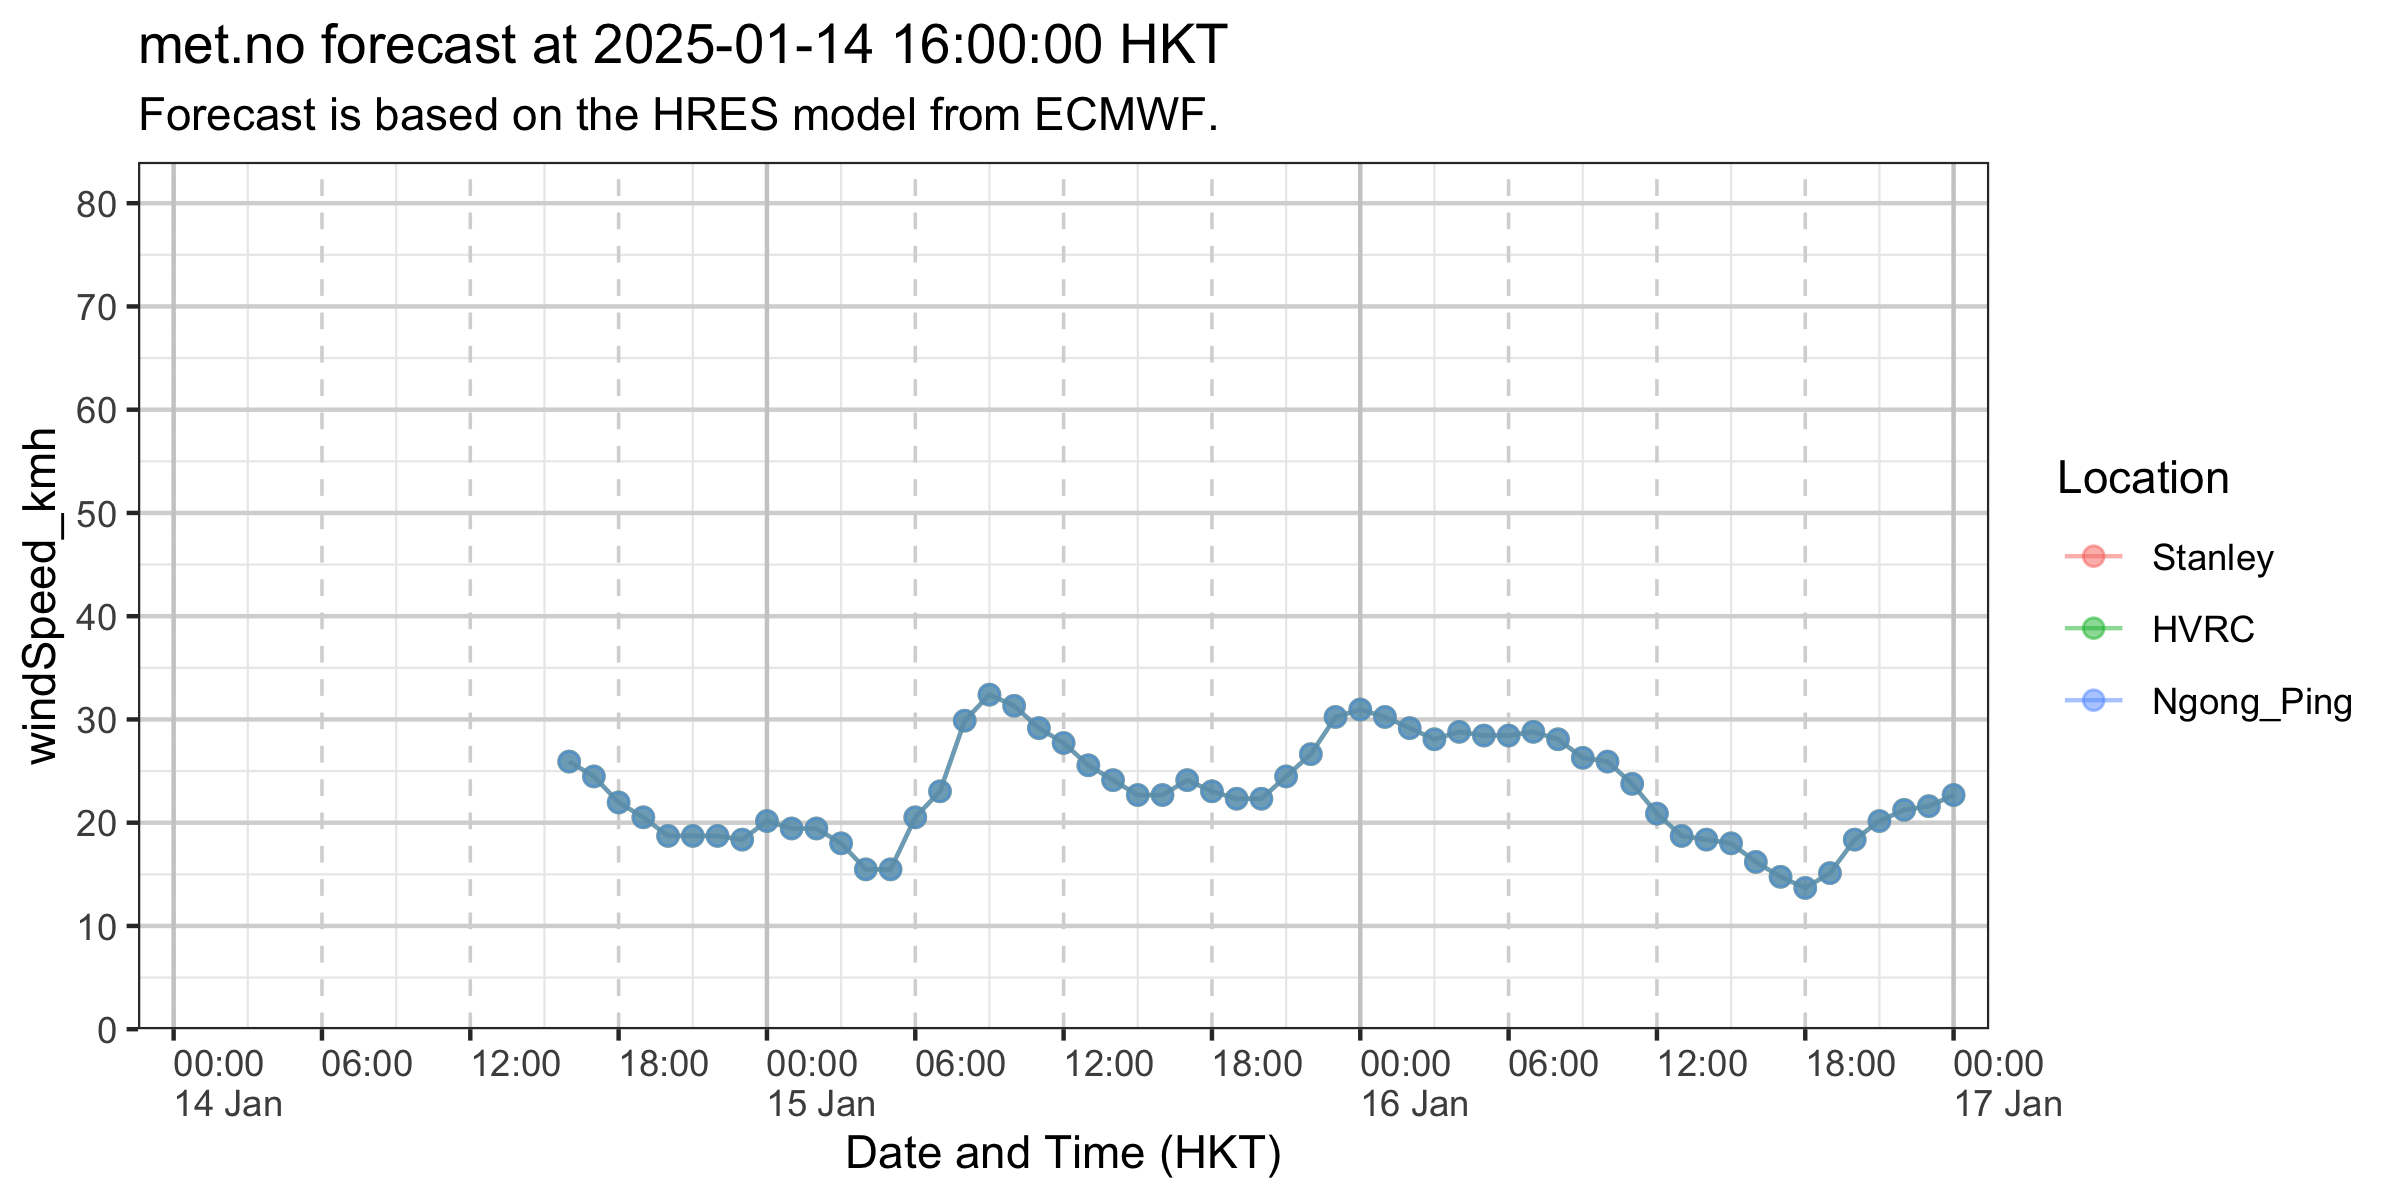 met.no forecast at 2025-01-14 16:00:00 HKT
Forecast is based on the HRES model from ECMWF.
windSpeed_kmh
80
70
60
50
40
30
20
10
0
00:00 06:00 12:00 18:00 00:00 06:00 12:00 18:00 00:00 06:00 12:00 18:00 00:00
14 Jan 15 Jan 16 Jan 17 Jan
Date and Time (HKT)
Location
Stanley
HVRC
Ngong_Ping